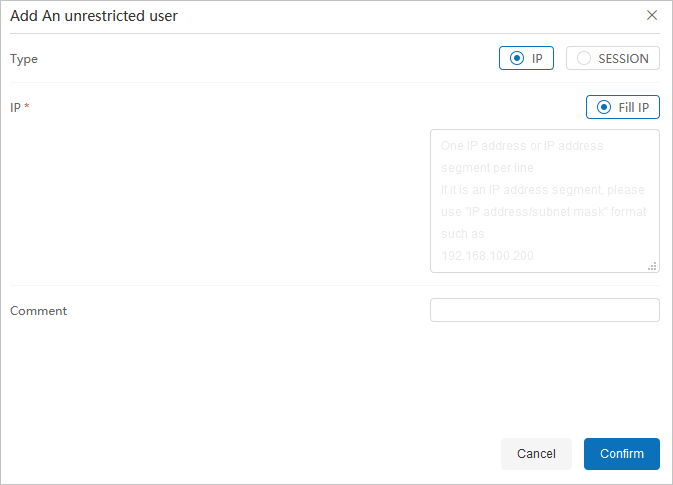 Add An unrestricted user
Type
IP
SESSION
IP *
Fill IP
One IP address or IP address
segment per line
If it is an IP address segment, please
use "IP address/subnet mask" format
such as
192.168.100.200
Comment
Cancel
Confirm